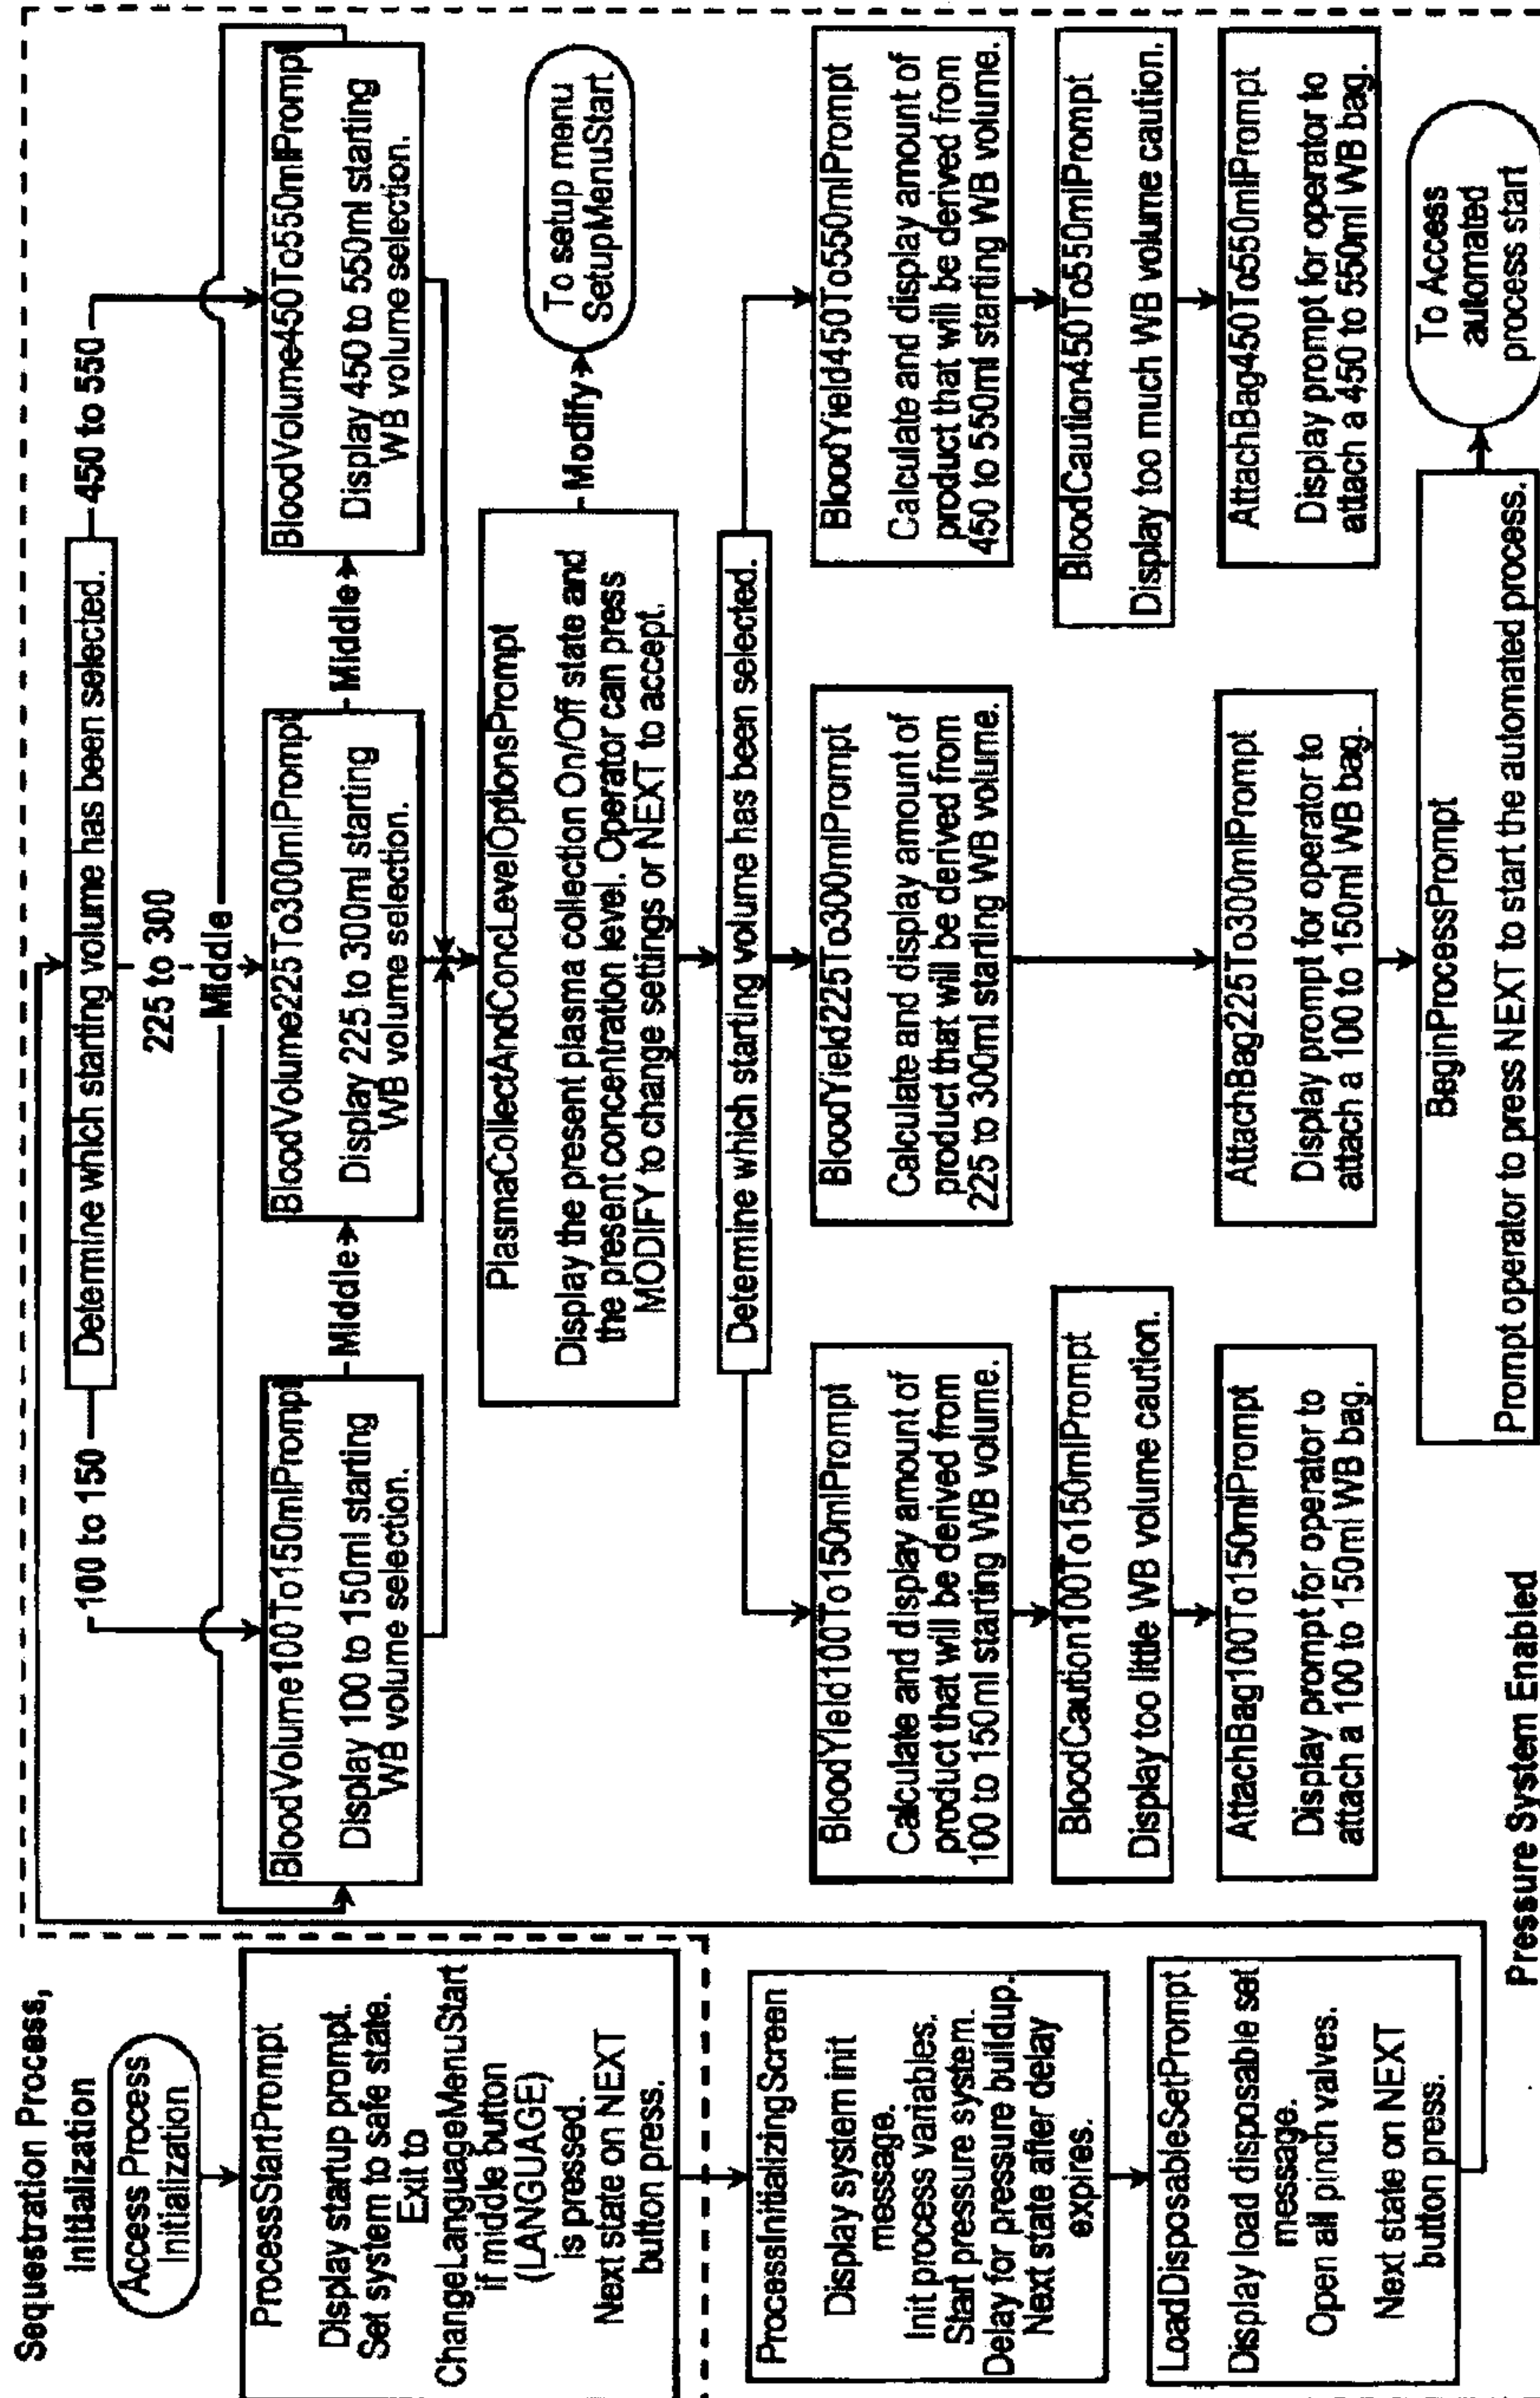 Sequestration Process,
Initialization
Access Process
Initialization
ProcessStartPrompt
Display startup prompt.
Set system to safe state.
Exit to
ChangeLanguageMenuStart
if middle button
(LANGUAGE)
is pressed.
Next state on NEXT
button press.
ProcessInitializingScreen
Display system init
message.
Init process variables.
Start pressure system.
Delay for pressure buildup.
Next state after delay
expires.
LoadDisposableSetPrompt
Display load disposable set
message.
Open all pinch valves.
Next state on NEXT
button press.
Determine which starting volume has been selected.
100 to 150
225 to 300
450 to 550
Middle
BloodVolume100To150mlPrompt
Display 100 to 150ml starting
WB volume selection.
Middle
BloodVolume225To300mlPrompt
Display 225 to 300ml starting
WB volume selection.
Middle
BloodVolume450To550mlPrompt
Display 450 to 550ml starting
WB volume selection.
PlasmaCollectAndConcLevelOptionsPrompt
Display the present plasma collection On/Off state and
the present concentration level. Operator can press
MODIFY to change settings or NEXT to accept.
Modify
To setup menu
SetupMenuStart
Determine which starting volume has been selected.
BloodYield100To150mlPrompt
Calculate and display amount of
product that will be derived from
100 to 150ml starting WB volume.
BloodYield225To300mlPrompt
Calculate and display amount of
product that will be derived from
225 to 300ml starting WB volume.
BloodYield450To550mlPrompt
Calculate and display amount of
product that will be derived from
450 to 550ml starting WB volume.
BloodCaution100To150mlPrompt
Display too little WB volume caution.
BloodCaution450To550mlPrompt
Display too much WB volume caution.
AttachBag100To150mlPrompt
Display prompt for operator to
attach a 100 to 150ml WB bag.
AttachBag225To300mlPrompt
Display prompt for operator to
attach a 100 to 150ml WB bag.
AttachBag450To550mlPrompt
Display prompt for operator to
attach a 450 to 550ml WB bag.
BeginProcessPrompt
Prompt operator to press NEXT to start the automated process.
To Access
automated
process start
Pressure System Enabled